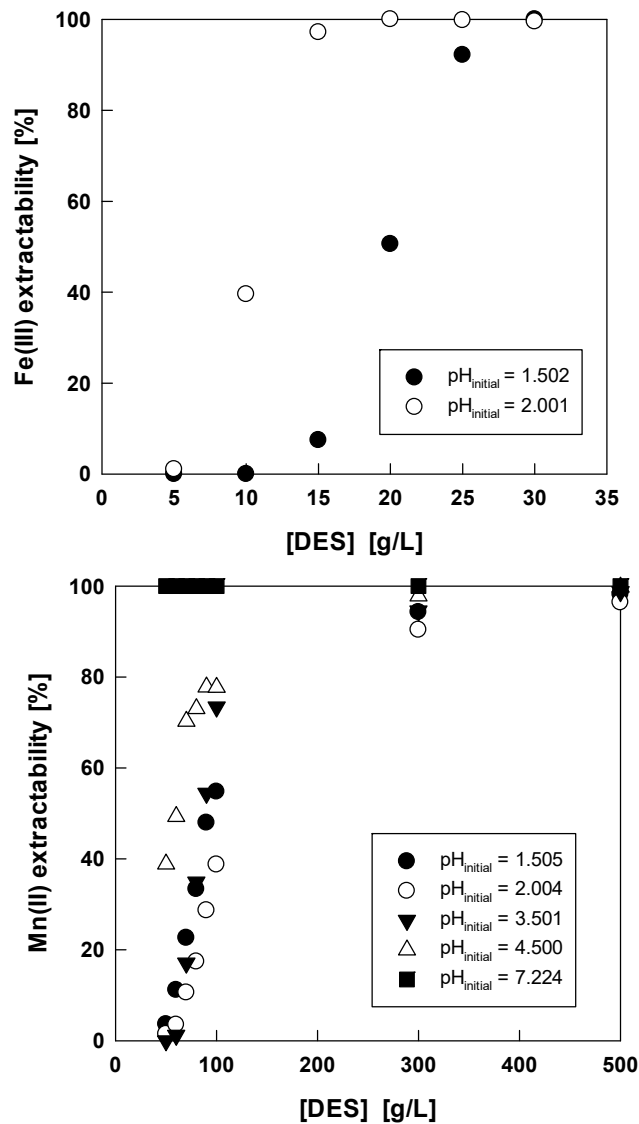 Fe(III) extractability [%]
100
80
60
40
20
0
pHinitial = 1.502
pHinitial = 2.001
0 5 10 15 20 25 30 35
[DES] [g/L]
Mn(II) extractability [%]
100
80
60
40
20
0
pHinitial = 1.505
pHinitial = 2.004
pHinitial = 3.501
pHinitial = 4.500
pHinitial = 7.224
0 100 200 300 400 500
[DES] [g/L]